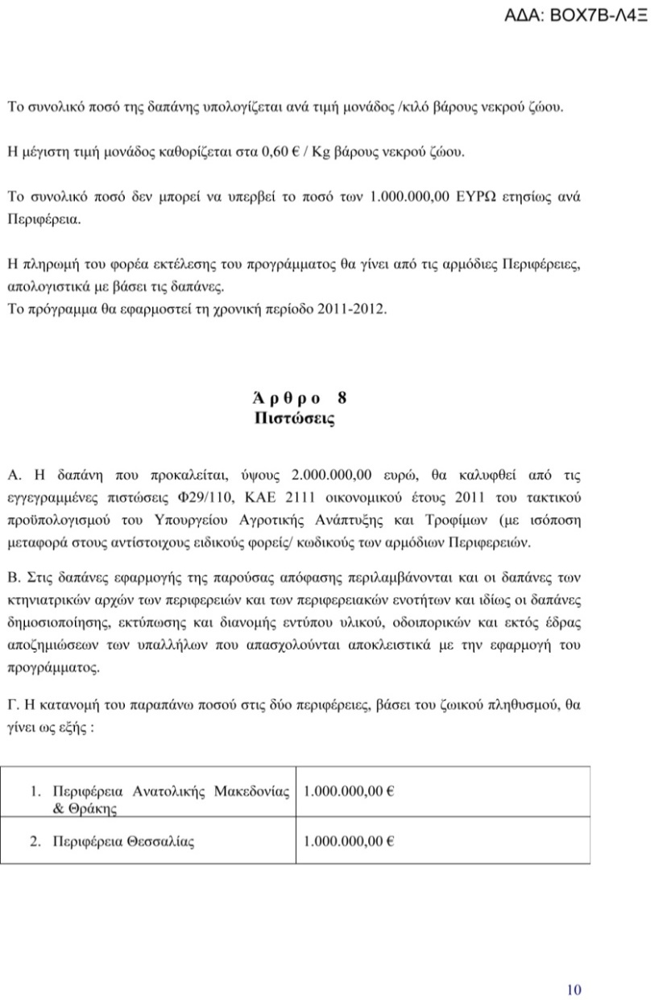 ΑΔΑ: ΒΟΧ7Β-Λ4Ξ
Το συνολικό ποσό της δαπάνης υπολογίζεται ανά τιμή μονάδος /κιλό βάρους νεκρού ζώου.
Η μέγιστη τιμή μονάδος καθορίζεται στα 0,60 € / Kg βάρους νεκρού ζώου.
Το συνολικό ποσό δεν μπορεί να υπερβεί το ποσό των 1.000.000,00 ΕΥΡΩ ετησίως ανά
Περιφέρεια.
Η πληρωμή του φορέα εκτέλεσης του προγράμματος θα γίνει από τις αρμόδιες Περιφέρειες,
απολογιστικά με βάσει τις δαπάνες.
Το πρόγραμμα θα εφαρμοστεί τη χρονική περίοδο 2011-2012.
Ά ρ θ ρ ο 8
Πιστώσεις
Α. Η δαπάνη που προκαλείται, ύψους 2.000.000,00 ευρώ, θα καλυφθεί από τις
εγγεγραμμένες πιστώσεις Φ29/110, ΚΑΕ 2111 οικονομικού έτους 2011 του τακτικού
προϋπολογισμού του Υπουργείου Αγροτικής Ανάπτυξης και Τροφίμων (με ισόποση
μεταφορά στους αντίστοιχους ειδικούς φορείς/ κωδικούς των αρμόδιων Περιφερειών.
Β. Στις δαπάνες εφαρμογής της παρούσας απόφασης περιλαμβάνονται και οι δαπάνες των
κτηνιατρικών αρχών των περιφερειών και των περιφερειακών ενοτήτων και ιδίως οι δαπάνες
δημοσιοποίησης, εκτύπωσης και διανομής εντύπου υλικού, οδοιπορικών και εκτός έδρας
αποζημιώσεων των υπαλλήλων που απασχολούνται αποκλειστικά με την εφαρμογή του
προγράμματος.
Γ. Η κατανομή του παραπάνω ποσού στις δύο περιφέρειες, βάσει του ζωικού πληθυσμού, θα
γίνει ως εξής :
1. Περιφέρεια Ανατολικής Μακεδονίας 1.000.000,00 €
& Θράκης
2. Περιφέρεια Θεσσαλίας 1.000.000,00 €
10